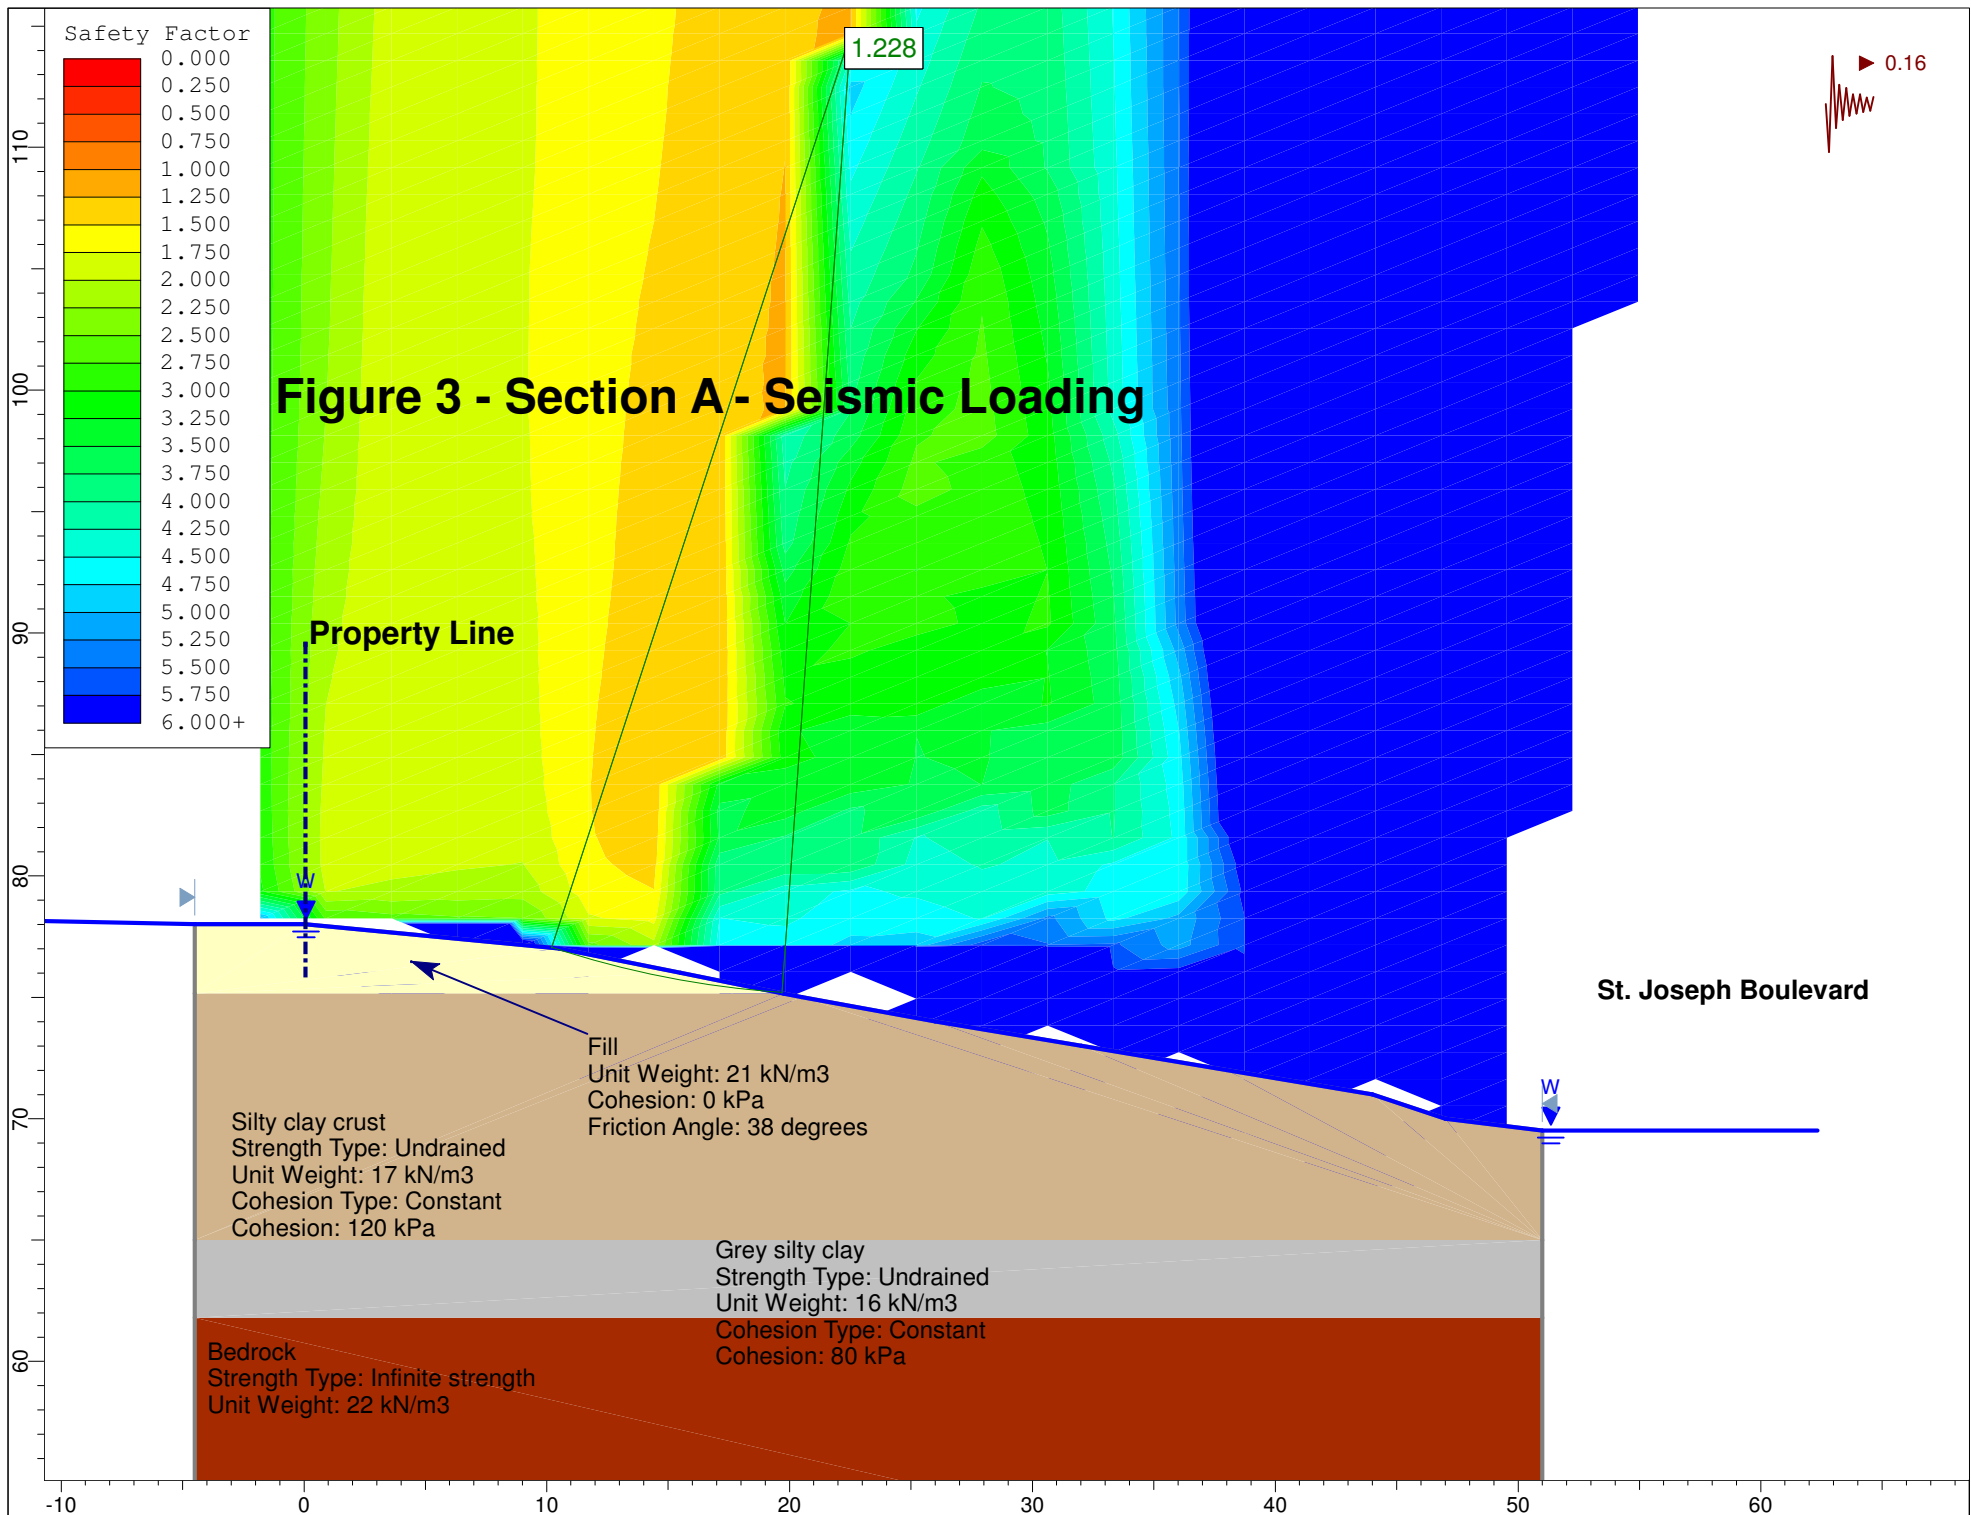 Safety Factor
0.000
0.250
0.500
0.750
1.000
1.250
1.500
1.750
2.000
2.250
2.500
2.750
3.000
3.250
3.500
3.750
4.000
4.250
4.500
4.750
5.000
5.250
5.500
5.750
6.000+
1.228
0.16
110
100
90
80
70
60
Figure 3 - Section A - Seismic Loading
Property Line
W
St. Joseph Boulevard
W
Fill
Unit Weight: 21 kN/m3
Cohesion: 0 kPa
Friction Angle: 38 degrees
Silty clay crust
Strength Type: Undrained
Unit Weight: 17 kN/m3
Cohesion Type: Constant
Cohesion: 120 kPa
Grey silty clay
Strength Type: Undrained
Unit Weight: 16 kN/m3
Cohesion Type: Constant
Cohesion: 80 kPa
Bedrock
Strength Type: Infinite strength
Unit Weight: 22 kN/m3
-10 0 10 20 30 40 50 60